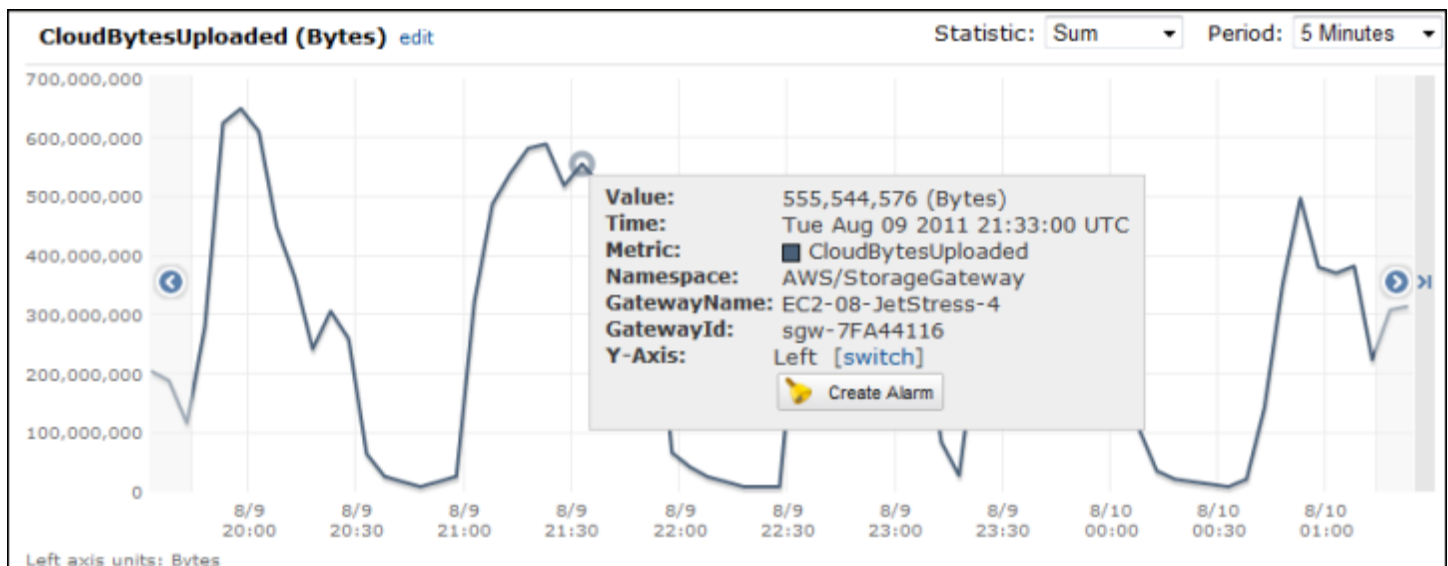 CloudBytesUploaded (Bytes) edit
Statistic: Sum Period: 5 Minutes
700,000,000
600,000,000
500,000,000
400,000,000
300,000,000
200,000,000
100,000,000
0
Value: 555,544,576 (Bytes)
Time: Tue Aug 09 2011 21:33:00 UTC
Metric: CloudBytesUploaded
Namespace: AWS/StorageGateway
GatewayName: EC2-08-JetStress-4
GatewayId: sgw-7FA44116
Y-Axis: Left [switch]
Create Alarm
8/9 8/9 8/9 8/9 8/9 8/9 8/9 8/9 8/10 8/10 8/10
20:00 20:30 21:00 21:30 22:00 22:30 23:00 23:30 00:00 00:30 01:00
Left axis units: Bytes